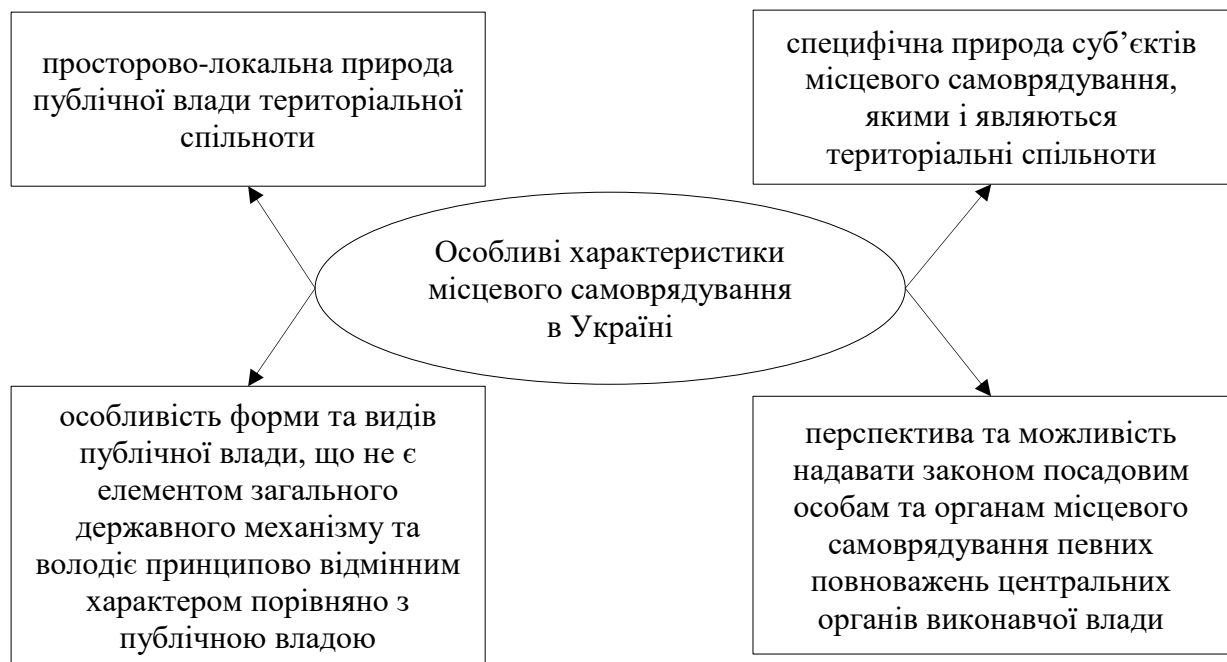 просторово-локальна природа
публічної влади територіальної
спільноти
специфічна природа суб’єктів
місцевого самоврядування,
якими і являються
територіальні спільноти
Особливі характеристики
місцевого самоврядування
в Україні
особливість форми та видів
публічної влади, що не є
елементом загального
державного механізму та
володіє принципово відмінним
характером порівняно з
публічною владою
перспектива та можливість
надавати законом посадовим
особам та органам місцевого
самоврядування певних
повноважень центральних
органів виконавчої влади